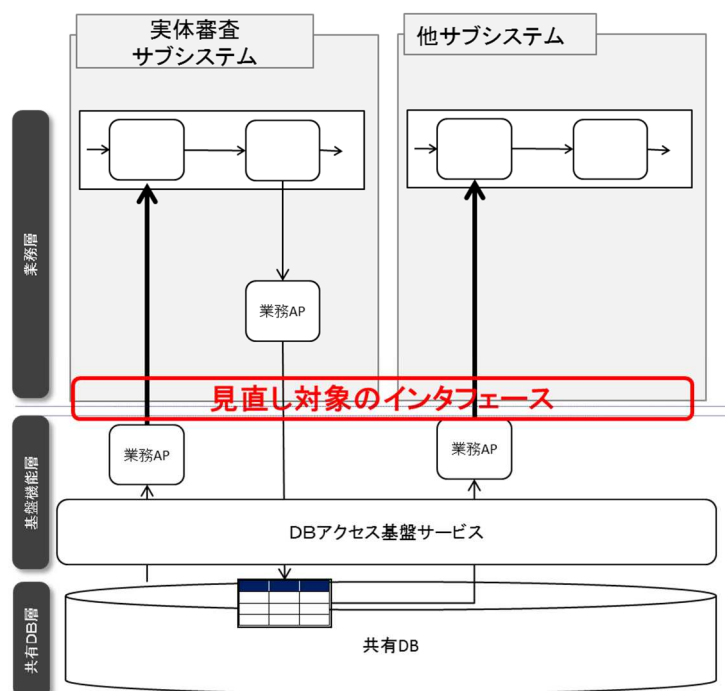 実体審査
サブシステム
他サブシステム
業務層
業務AP
見直し対象のインタフェース
基盤機能層
業務AP
業務AP
DBアクセス基盤サービス
共有DB層
共有DB